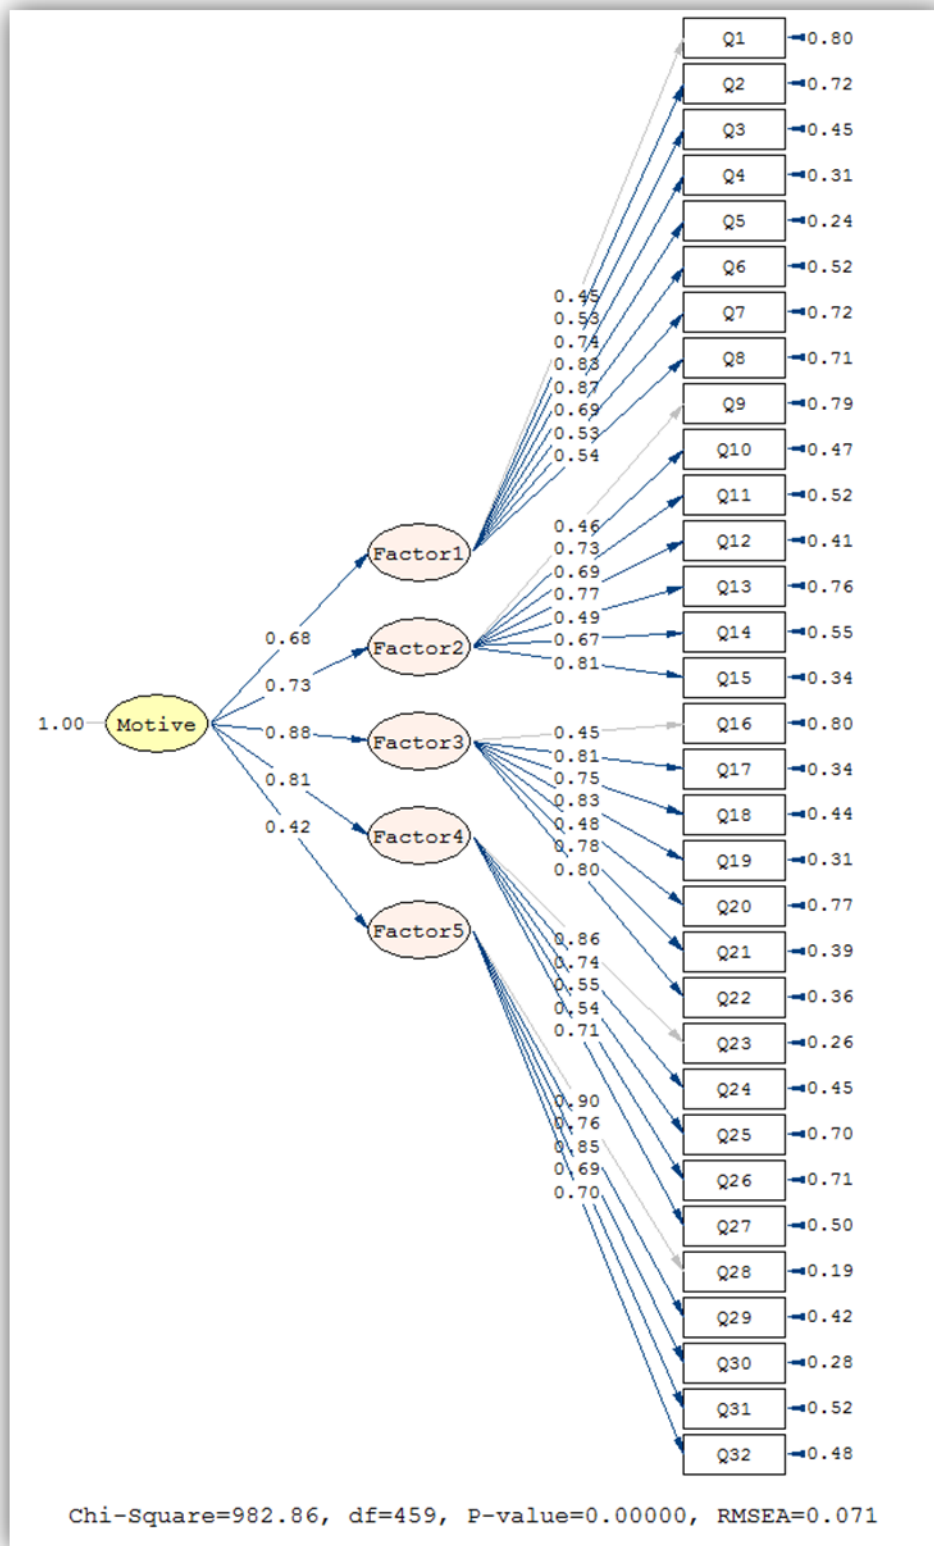 Q1 0.80
Q2 0.72
Q3 0.45
Q4 0.31
Q5 0.24
Q6 0.52
0.45
Q7 0.72
0.53
0.74
Q8 0.71
0.83
0.87
Q9 0.79
0.69
0.53
Q10 0.47
0.54
Q11 0.52
0.46
Q12 0.41
0.73
Factor1
0.69
Q13 0.76
0.77
0.49
Q14 0.55
0.68
0.67
Factor2
0.81
Q15 0.34
0.73
1.00 Motive
Q16 0.80
0.88
0.45
Factor3
0.81
Q17 0.34
0.81
0.75
0.83
Q18 0.44
0.42
0.48
Factor4
0.78
Q19 0.31
0.80
Q20 0.77
Factor5
0.86
Q21 0.39
0.74
0.55
Q22 0.36
0.54
0.71
Q23 0.26
Q24 0.45
0.90
0.76
Q25 0.70
0.85
0.69
Q26 0.71
0.70
Q27 0.50
Q28 0.19
Q29 0.42
Q30 0.28
Q31 0.52
Q32 0.48
Chi-Square=982.86, df=459, P-value=0.00000, RMSEA=0.071